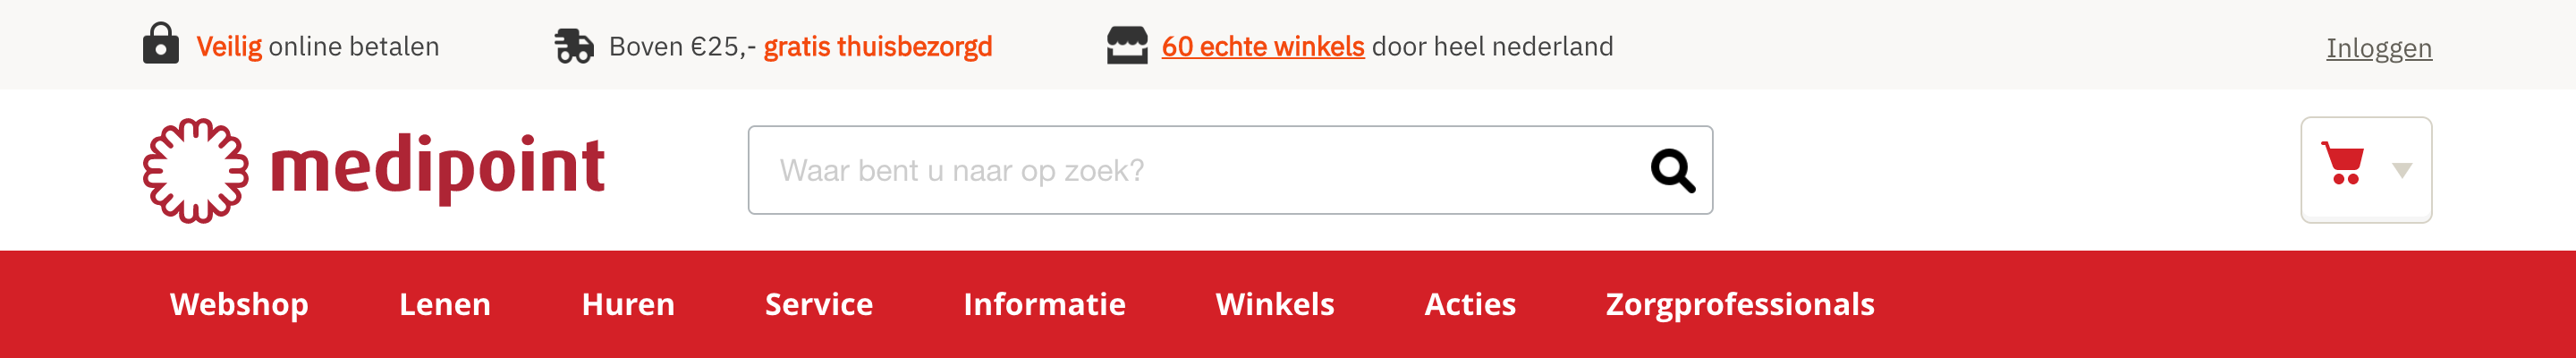 Veilig online betalen
Boven €25,- gratis thuisbezorgd
60 echte winkels door heel nederland
Inloggen
medipoint
Waar bent u naar op zoek?
Webshop
Lenen
Huren
Service
Informatie
Winkels
Acties
Zorgprofessionals